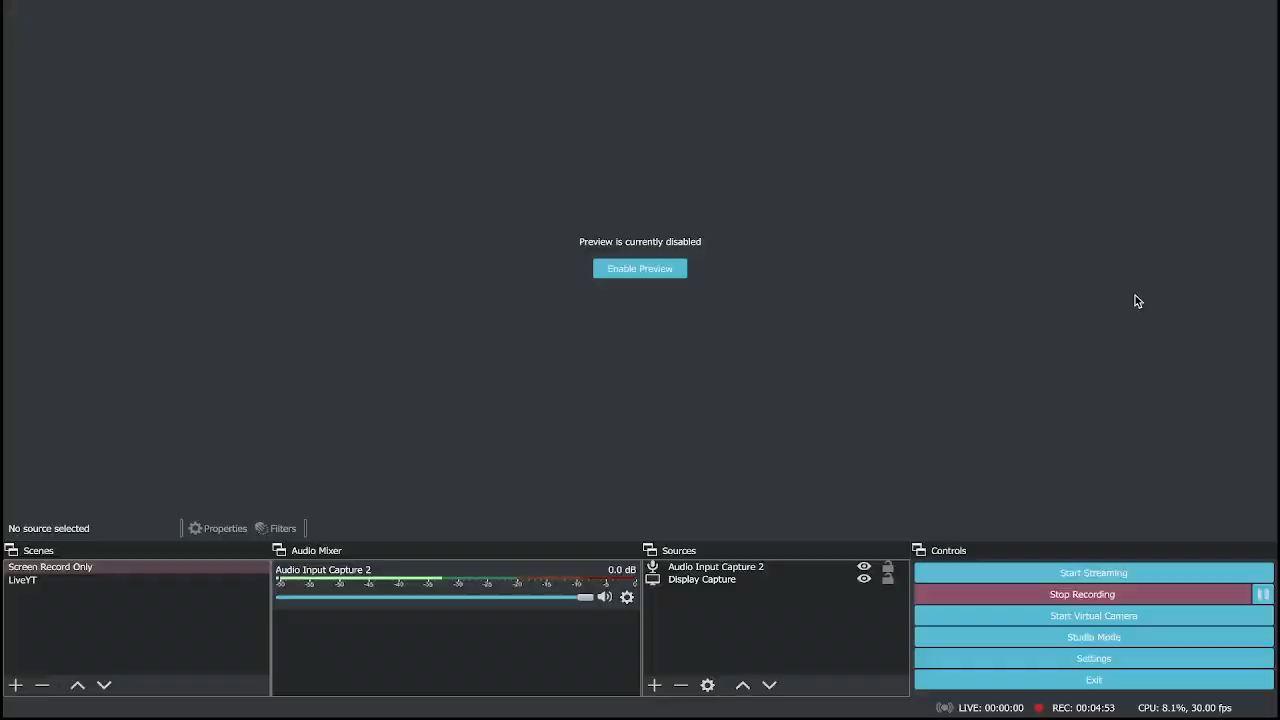 Preview is currently disabled
Enable Preview
No source selected
Properties
Filters
Scenes
Screen Record Only
LiveYT
Audio Mixer
Audio Input Capture 2
0.0 dB
Sources
Audio Input Capture 2
Display Capture
Controls
Start Streaming
Stop Recording
Start Virtual Camera
Studio Mode
Settings
Exit
LIVE: 00:00:00
REC: 00:04:53
CPU: 8.1%, 30.00 fps